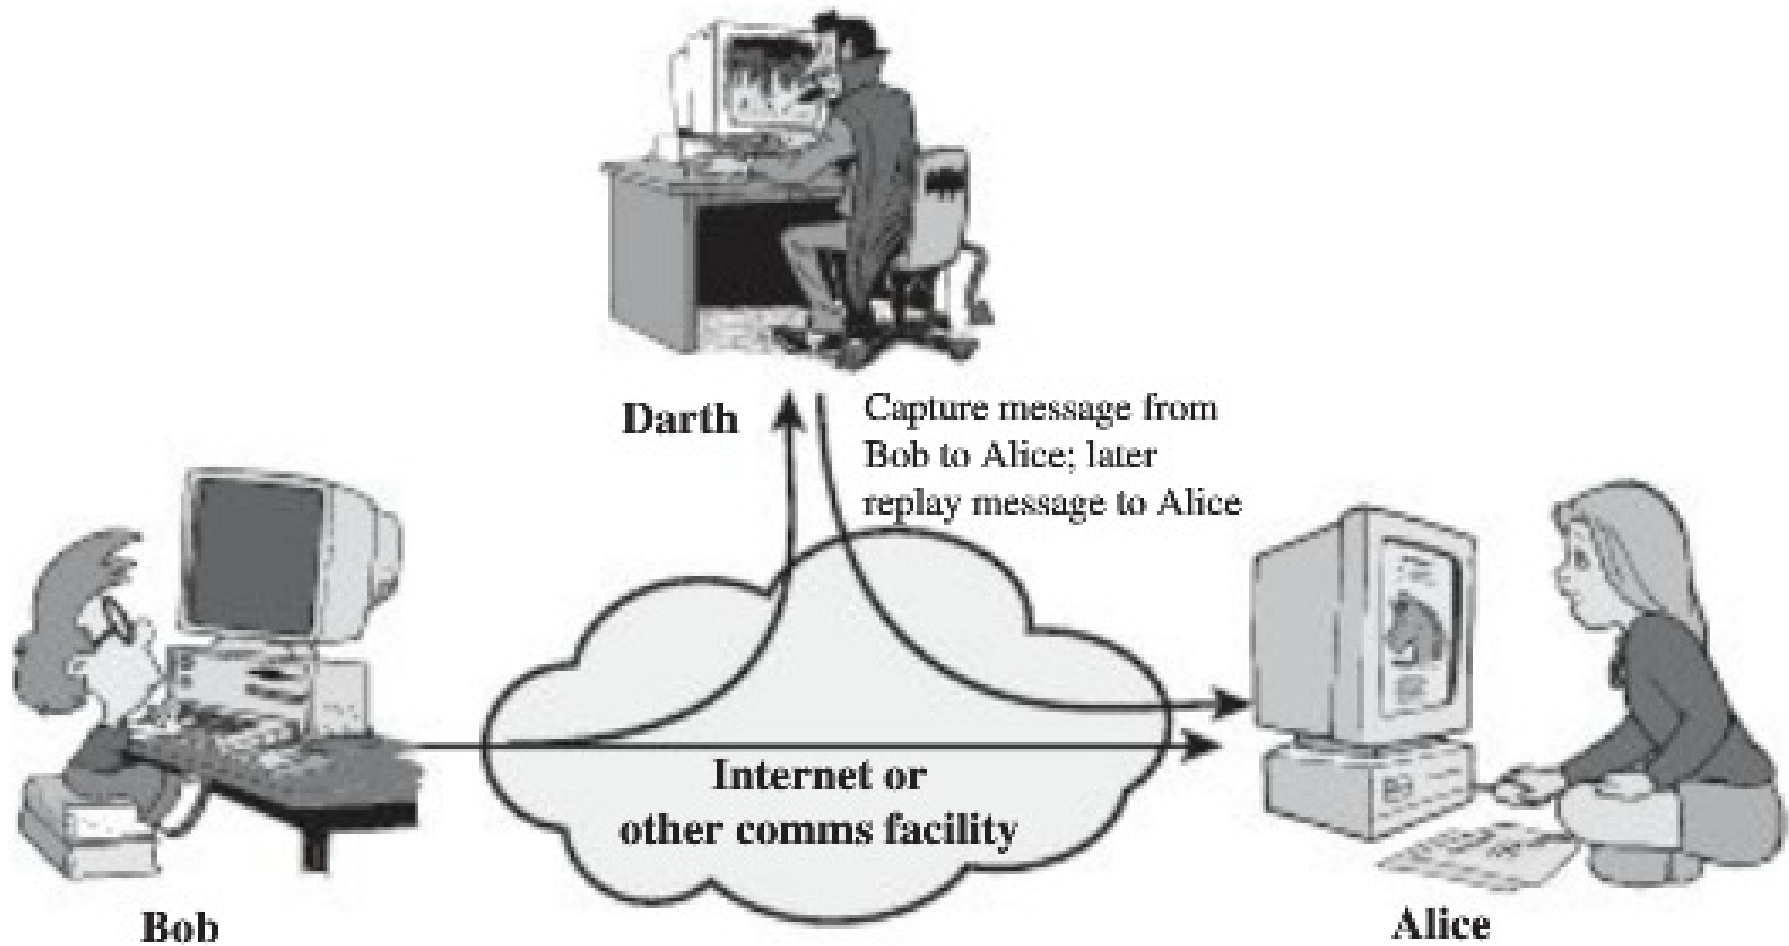 Darth
Capture message from
Bob to Alice; later
replay message to Alice
Internet or
other comms facility
Bob
Alice